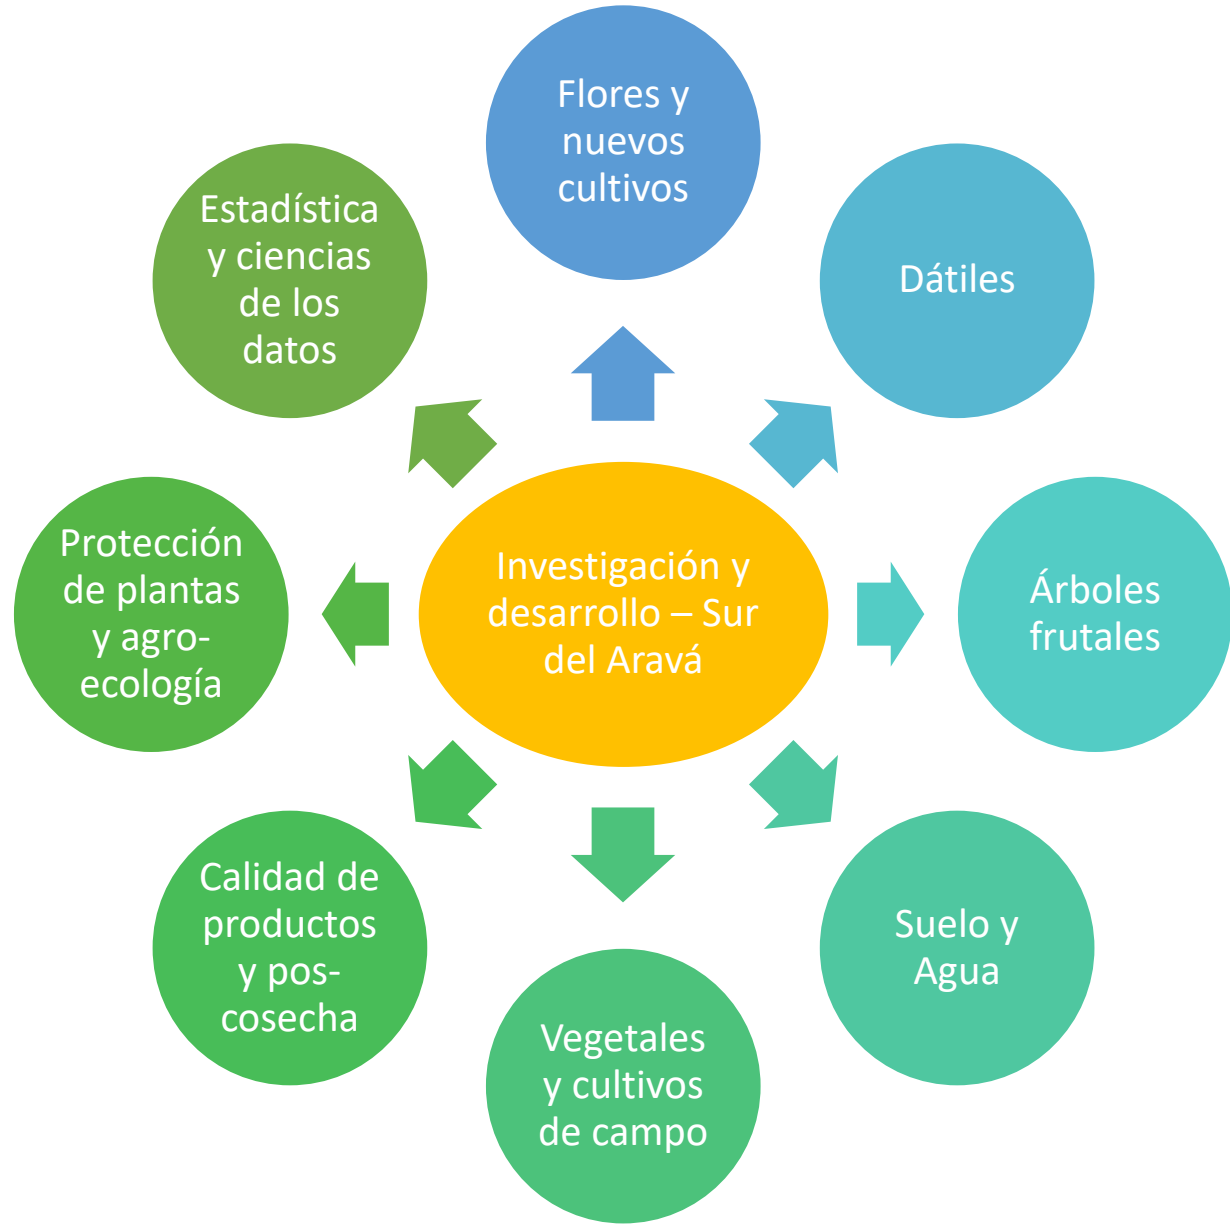 Flores y
nuevos
cultivos
Dátiles
Árboles
frutales
Suelo y
Agua
Vegetales
y cultivos
de campo
Calidad de
productos
y pos-
cosecha
Protección
de plantas
y agro-
ecología
Estadística
y ciencias
de los
datos
Investigación y
desarrollo – Sur
del Aravá